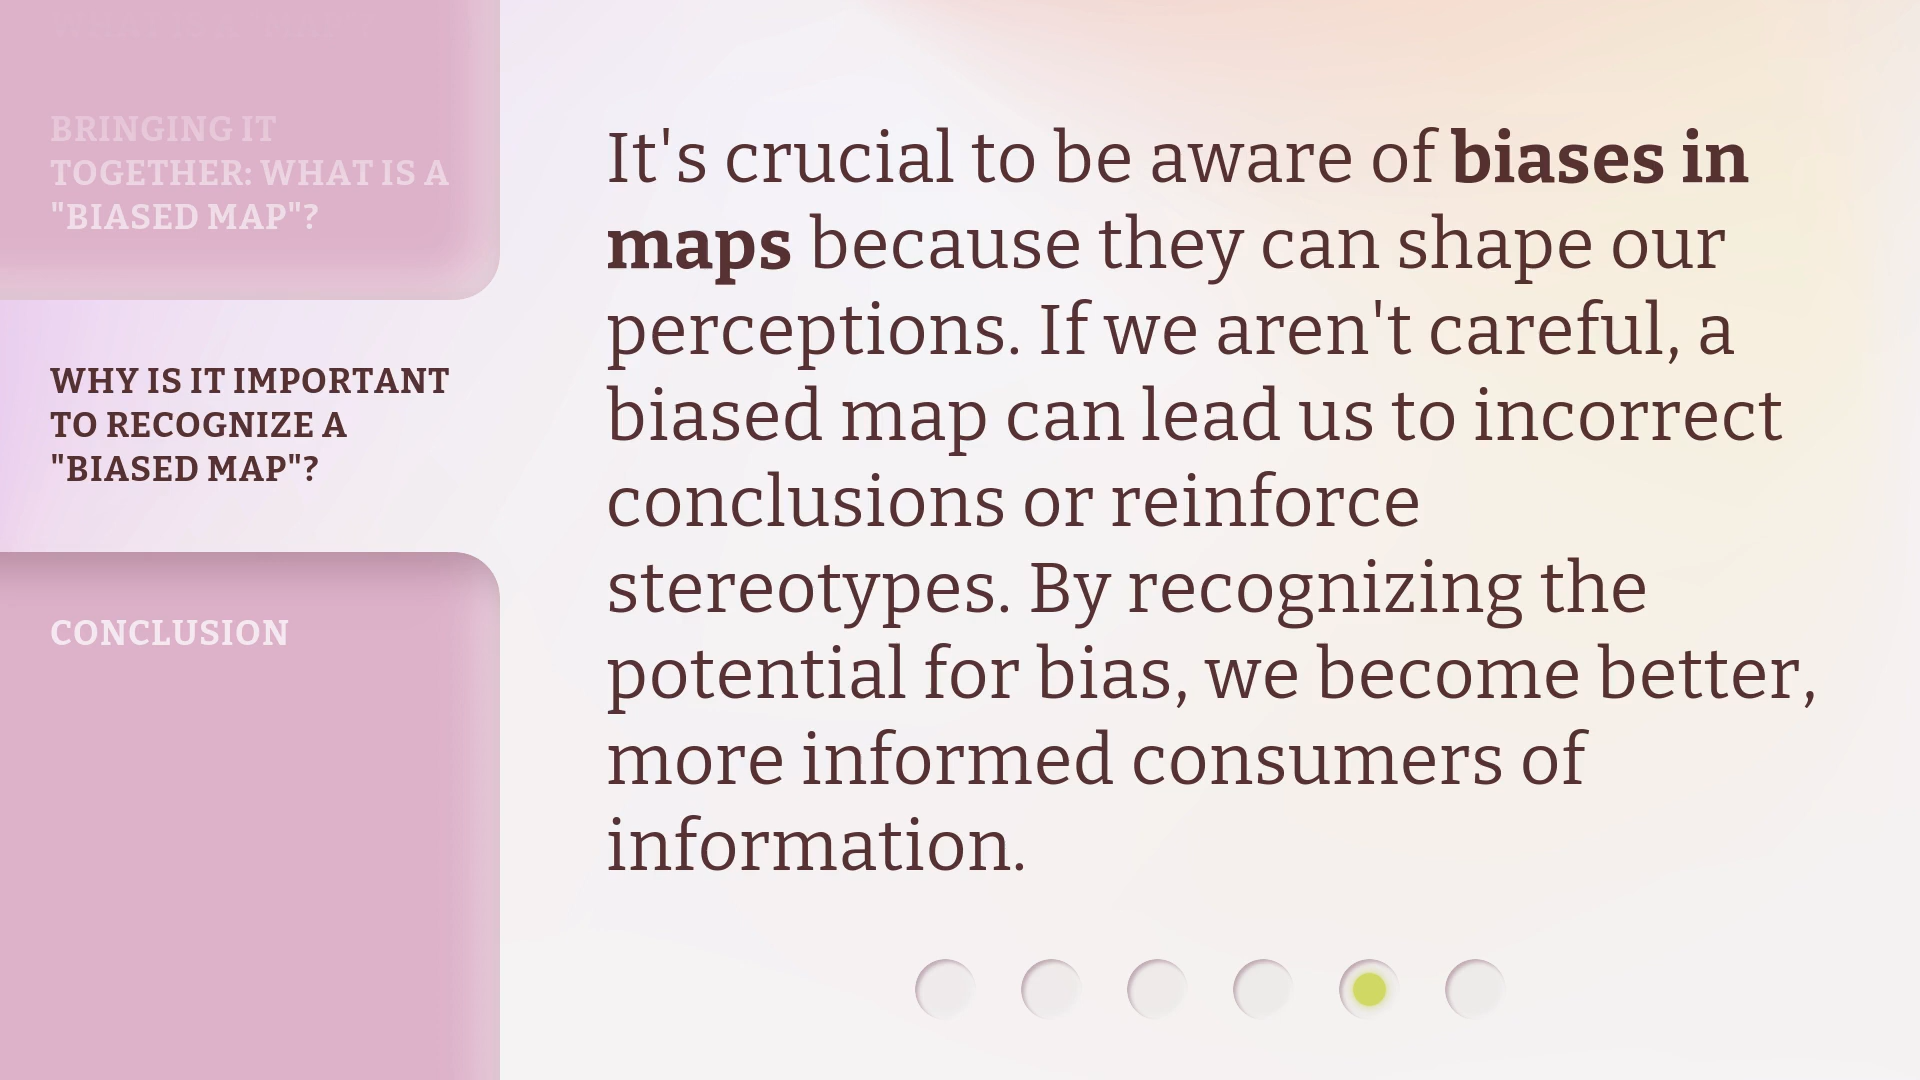 WHAT IS A "MAP"?
BRINGING IT
TOGETHER: WHAT IS A
"BIASED MAP"?
WHY IS IT IMPORTANT
TO RECOGNIZE A
"BIASED MAP"?
CONCLUSION
It's crucial to be aware of biases in
maps because they can shape our
perceptions. If we aren't careful, a
biased map can lead us to incorrect
conclusions or reinforce
stereotypes. By recognizing the
potential for bias, we become better,
more informed consumers of
information.